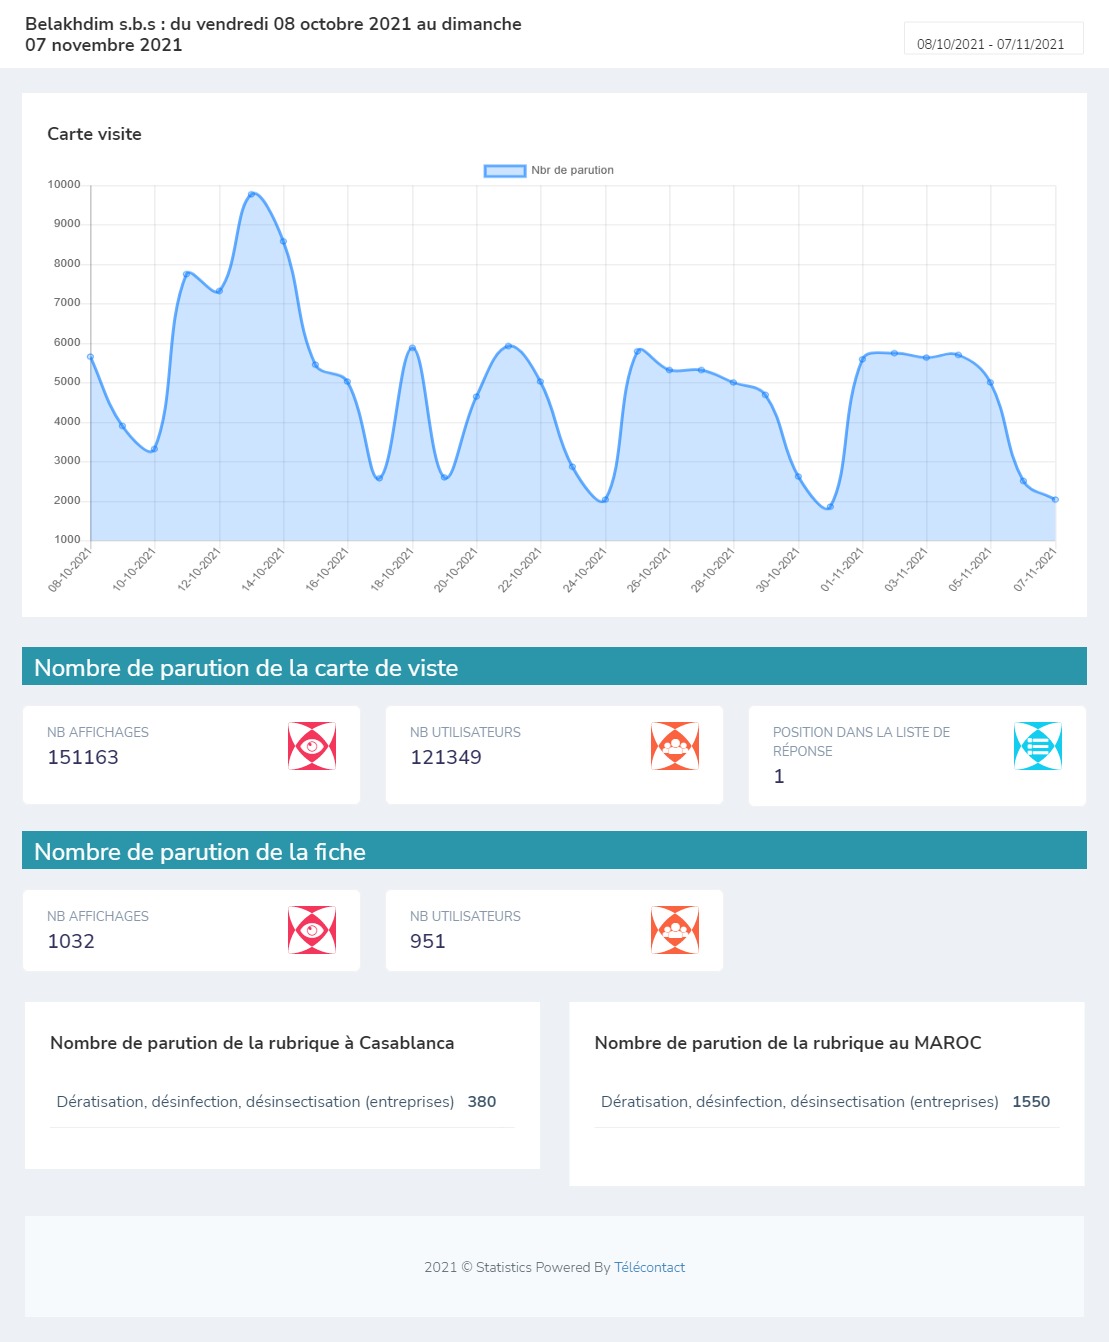 Belakhdim s.b.s : du vendredi 08 octobre 2021 au dimanche
07 novembre 2021
08/10/2021 - 07/11/2021
Carte visite
Nbr de parution
10000
9000
8000
7000
6000
5000
4000
3000
2000
1000
08-10-2021
10-10-2021
12-10-2021
14-10-2021
16-10-2021
18-10-2021
20-10-2021
22-10-2021
24-10-2021
26-10-2021
28-10-2021
30-10-2021
01-11-2021
03-11-2021
05-11-2021
07-11-2021
Nombre de parution de la carte de viste
NB AFFICHAGES
151163
NB UTILISATEURS
121349
POSITION DANS LA LISTE DE
RÉPONSE
1
Nombre de parution de la fiche
NB AFFICHAGES
1032
NB UTILISATEURS
951
Nombre de parution de la rubrique à Casablanca
Dératisation, désinfection, désinsectisation (entreprises) 380
Nombre de parution de la rubrique au MAROC
Dératisation, désinfection, désinsectisation (entreprises) 1550
2021 © Statistics Powered By Télécontact